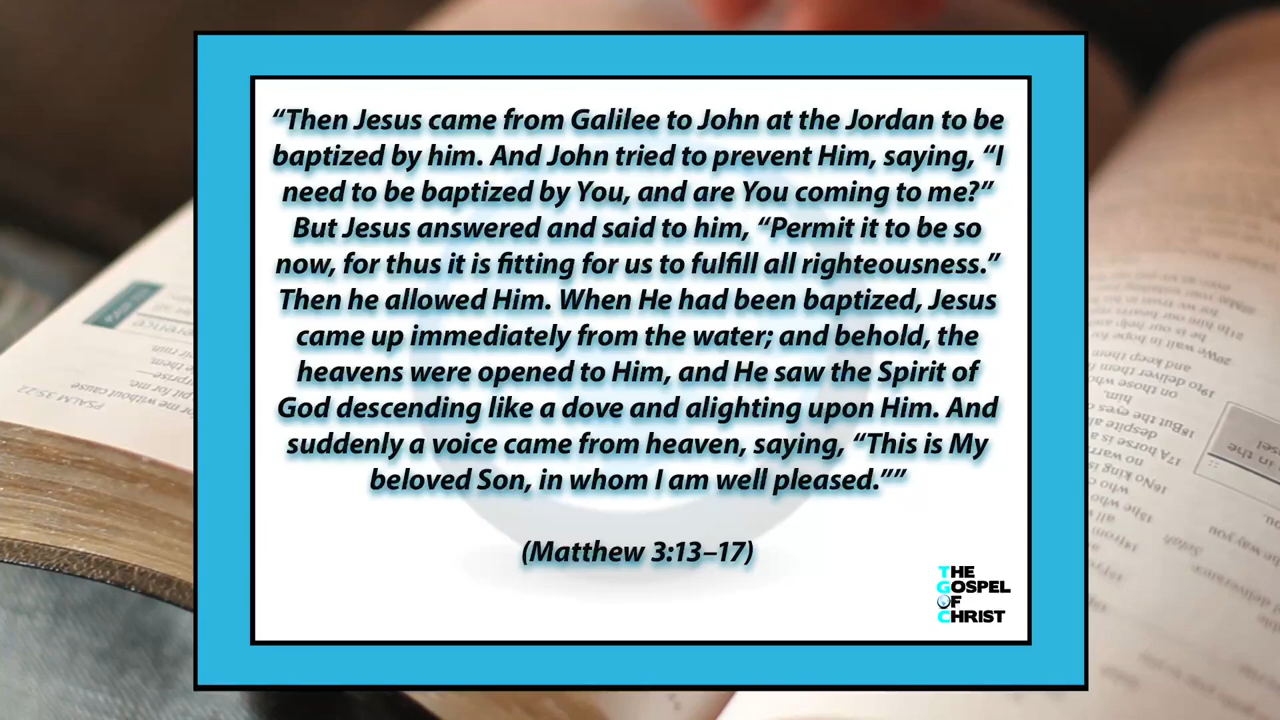 “Then Jesus came from Galilee to John at the Jordan to be
baptized by him. And John tried to prevent Him, saying, “I
need to be baptized by You, and are You coming to me?”
But Jesus answered and said to him, “Permit it to be so
now, for thus it is fitting for us to fulfill all righteousness.”
Then he allowed Him. When He had been baptized, Jesus
came up immediately from the water; and behold, the
heavens were opened to Him, and He saw the Spirit of
God descending like a dove and alighting upon Him. And
suddenly a voice came from heaven, saying, “This is My
beloved Son, in whom I am well pleased.””
(Matthew 3:13–17)
THE
GOSPEL
OF
CHRIST
PSALM 35:22